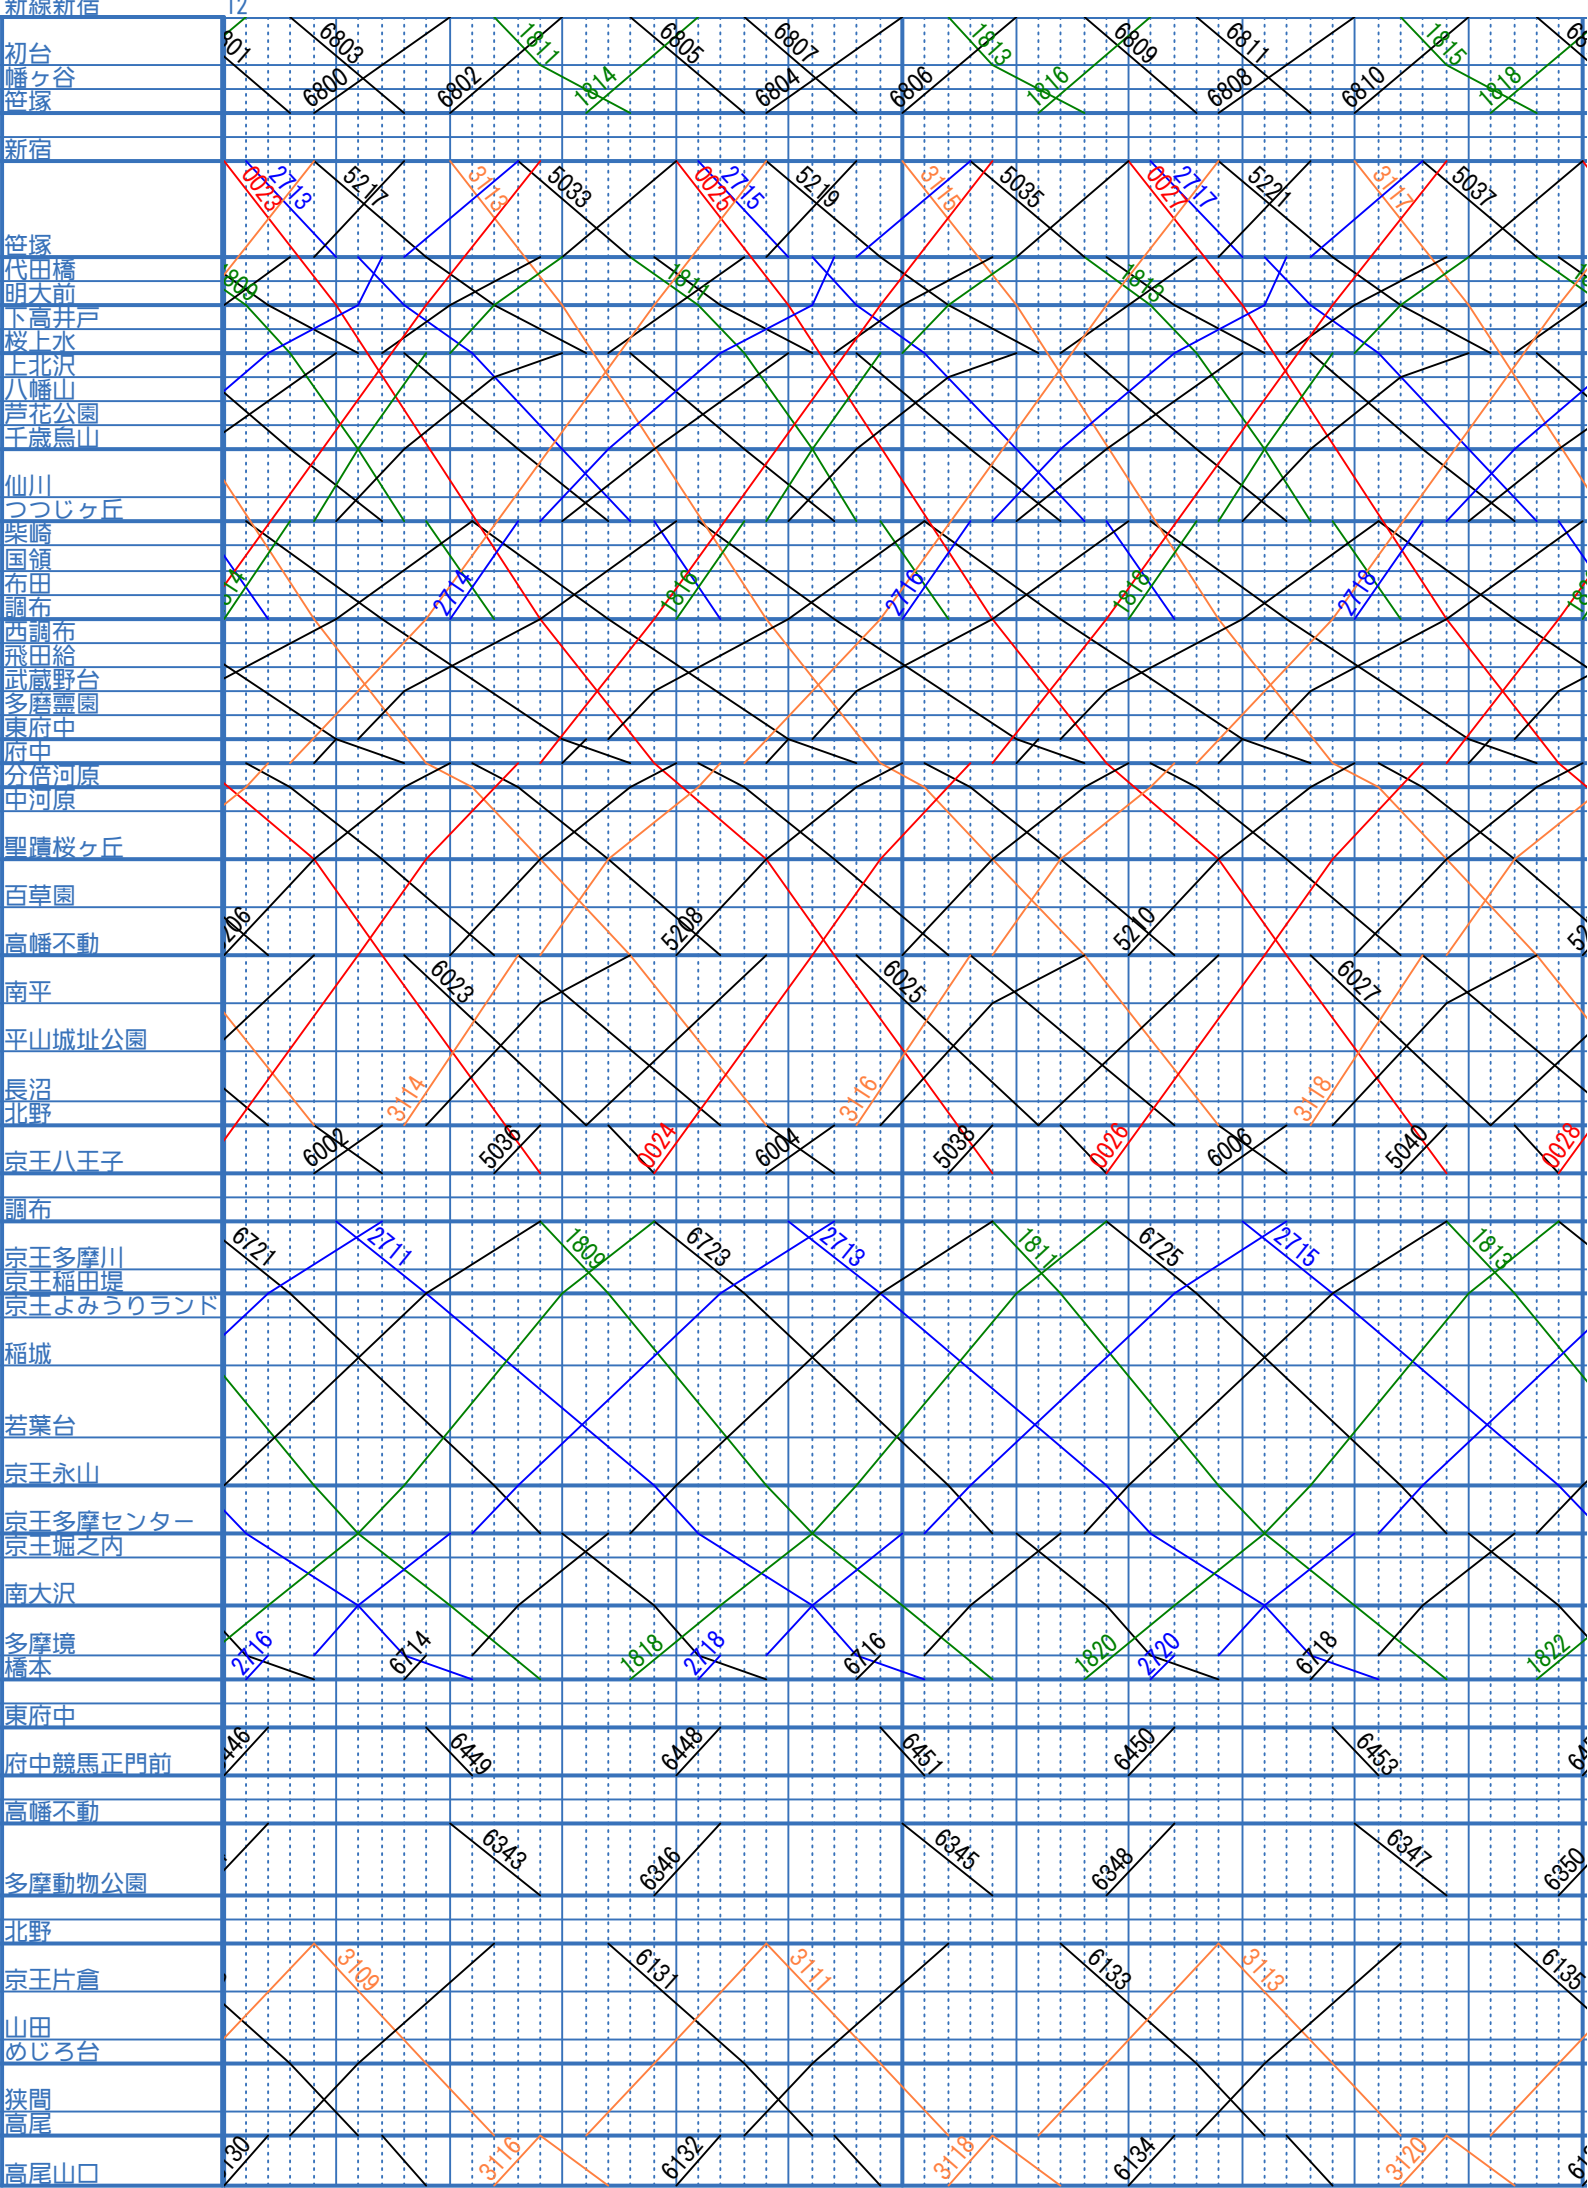 新線新宿 12
初台 801 6803 6800 6802 1811 1814 6805 6807 6804 6806 1813 1816 6809 6811 6808 6810 1815 1818
幡ヶ谷
笹塚
新宿
0023 2713 5217 3113 5033 0025 2715 5219 3115 5035 0027 2717 5221 3117 5037
笹塚
代田橋
明大前 1809 1811 1813
下高井戸
桜上水
上北沢
八幡山
芦花公園
千歳烏山
仙川
つつじヶ丘
柴崎
国領
布田
調布 814 2714 1816 2716 1818 2718
西調布
飛田給
武蔵野台
多磨霊園
東府中
府中
分倍河原
中河原
聖蹟桜ヶ丘
百草園
高幡不動 206 5208 5210
南平 6023 6025 6027
平山城址公園
長沼 3114 3116 3118
北野
京王八王子 6002 5036 0024 6004 5038 0026 6006 5040 0028
調布
京王多摩川 6721 2711 1809 6723 2713 1811 6725 2715 1813
京王稲田堤
京王よみうりランド
稲城
若葉台
京王永山
京王多摩センター
京王堀之内
南大沢
多摩境 2716 6714 1818 2718 6716 1820 2720 6718 1822
橋本
東府中
府中競馬正門前 446 6449 6448 6451 6450 6453
高幡不動
多摩動物公園 6343 6346 6345 6348 6347 6350
北野
京王片倉 3109 6131 3111 6133 3113 6135
山田
めじろ台
狭間
高尾
高尾山口 130 3116 6132 3118 6134 3120